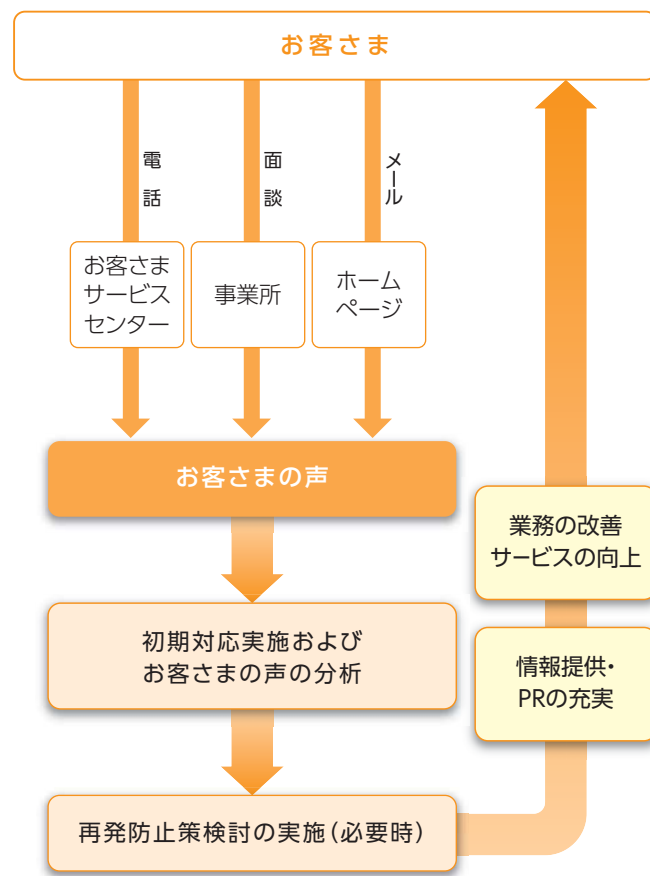 お客さま
電話
面談
メール
お客さま
サービス
センター
事業所
ホーム
ページ
お客さまの声
初期対応実施および
お客さまの声の分析
再発防止策検討の実施(必要時)
業務の改善
サービスの向上
情報提供・
PRの充実